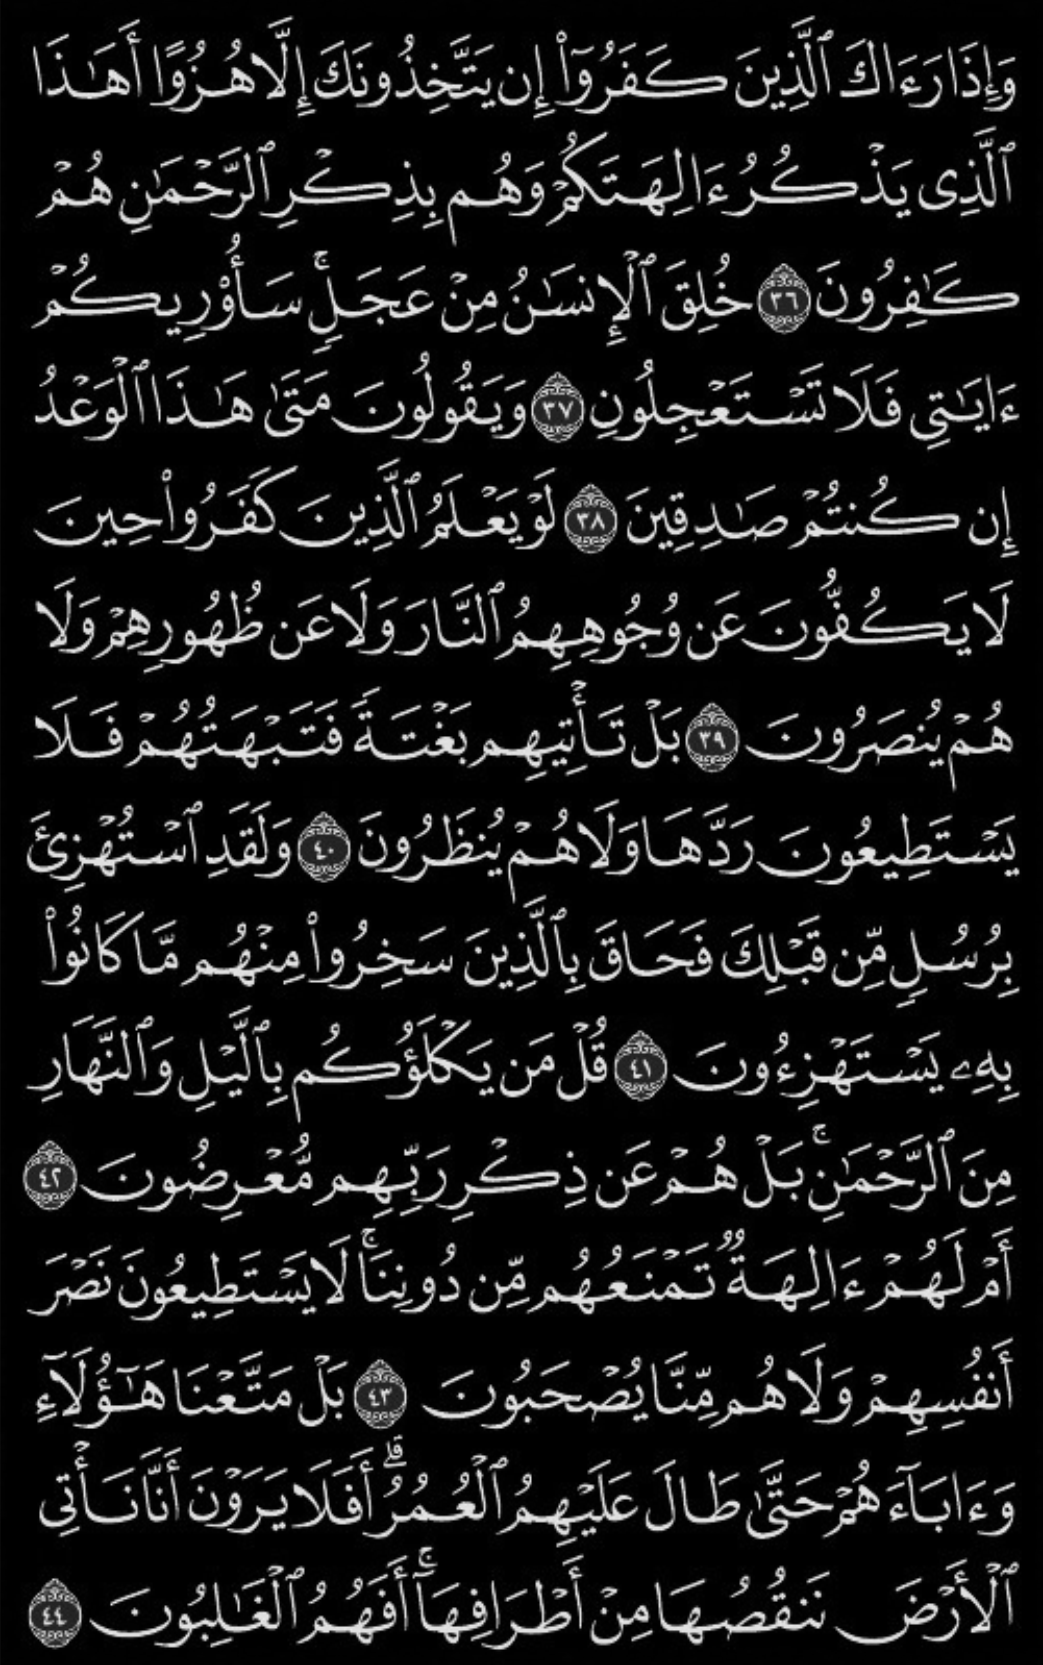 وَإِذَا رَءَاكَ ٱلَّذِينَ كَفَرُوٓا۟ إِن يَتَّخِذُونَكَ إِلَّا هُزُوًا أَهَـٰذَا
ٱلَّذِى يَذْكُرُ ءَالِهَتَكُمْ وَهُم بِذِكْرِ ٱلرَّحْمَـٰنِ هُمْ
كَـٰفِرُونَ ٣٦ خُلِقَ ٱلْإِنسَـٰنُ مِنْ عَجَلٍۢ ۚ سَأُو۟رِيكُمْ
ءَايَـٰتِى فَلَا تَسْتَعْجِلُونِ ٣٧ وَيَقُولُونَ مَتَىٰ هَـٰذَا ٱلْوَعْدُ
إِن كُنتُمْ صَـٰدِقِينَ ٣٨ لَوْ يَعْلَمُ ٱلَّذِينَ كَفَرُوا۟ حِينَ
لَا يَكُفُّونَ عَن وُجُوهِهِمُ ٱلنَّارَ وَلَا عَن ظُهُورِهِمْ وَلَا
هُمْ يُنصَرُونَ ٣٩ بَلْ تَأْتِيهِم بَغْتَةًۭ فَتَبْهَتُهُمْ فَلَا
يَسْتَطِيعُونَ رَدَّهَا وَلَا هُمْ يُنظَرُونَ ٤٠ وَلَقَدِ ٱسْتُهْزِئَ
بِرُسُلٍۢ مِّن قَبْلِكَ فَحَاقَ بِٱلَّذِينَ سَخِرُوا۟ مِنْهُم مَّا كَانُوا۟
بِهِۦ يَسْتَهْزِءُونَ ٤١ قُلْ مَن يَكْلَؤُكُم بِٱلَّيْلِ وَٱلنَّهَارِ
مِنَ ٱلرَّحْمَـٰنِ ۗ بَلْ هُمْ عَن ذِكْرِ رَبِّهِم مُّعْرِضُونَ ٤٢
أَمْ لَهُمْ ءَالِهَةٌۭ تَمْنَعُهُم مِّن دُونِنَا ۚ لَا يَسْتَطِيعُونَ نَصْرَ
أَنفُسِهِمْ وَلَا هُم مِّنَّا يُصْحَبُونَ ٤٣ بَلْ مَتَّعْنَا هَـٰٓؤُلَآءِ
وَءَابَآءَهُمْ حَتَّىٰ طَالَ عَلَيْهِمُ ٱلْعُمُرُ ۗ أَفَلَا يَرَوْنَ أَنَّا نَأْتِى
ٱلْأَرْضَ نَنقُصُهَا مِنْ أَطْرَافِهَآ ۚ أَفَهُمُ ٱلْغَـٰلِبُونَ ٤٤